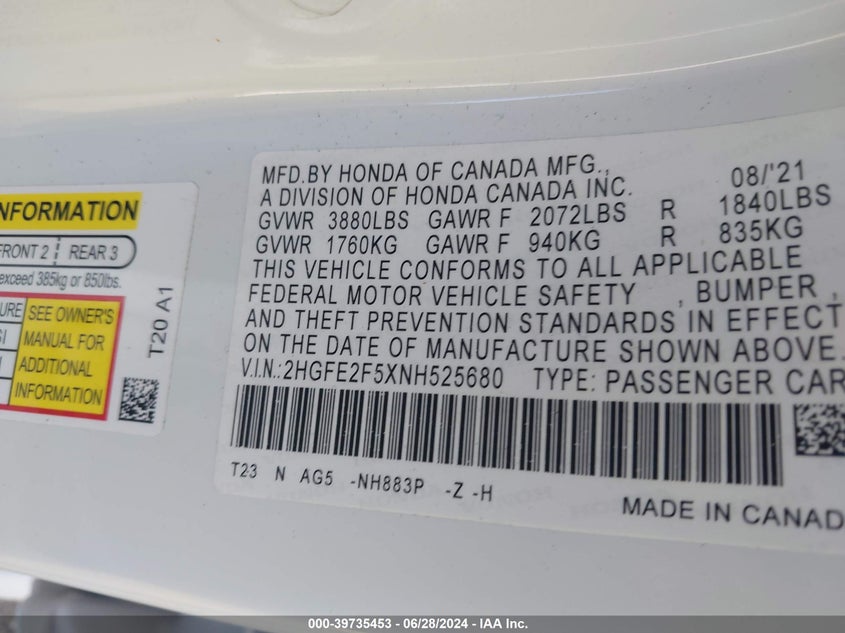 NFORMATION
FRONT 2 REAR 3
exceed 385kg or 850lbs.
URE
SEE OWNER'S
MANUAL FOR
ADDITIONAL
INFORMATION
T20 A1
MFD.BY HONDA OF CANADA MFG., 08/'21
A DIVISION OF HONDA CANADA INC.
GVWR 3880LBS GAWR F 2072LBS R 1840LBS
GVWR 1760KG GAWR F 940KG R 835KG
THIS VEHICLE CONFORMS TO ALL APPLICABLE
FEDERAL MOTOR VEHICLE SAFETY , BUMPER ,
AND THEFT PREVENTION STANDARDS IN EFFECT
ON THE DATE OF MANUFACTURE SHOWN ABOVE.
V.I.N.: 2HGFE2F5XNH525680 TYPE: PASSENGER CAR
T23 N AG5 -NH883P -Z -H
MADE IN CANAD
000-39735453 - 06/28/2024 - IAA Inc.